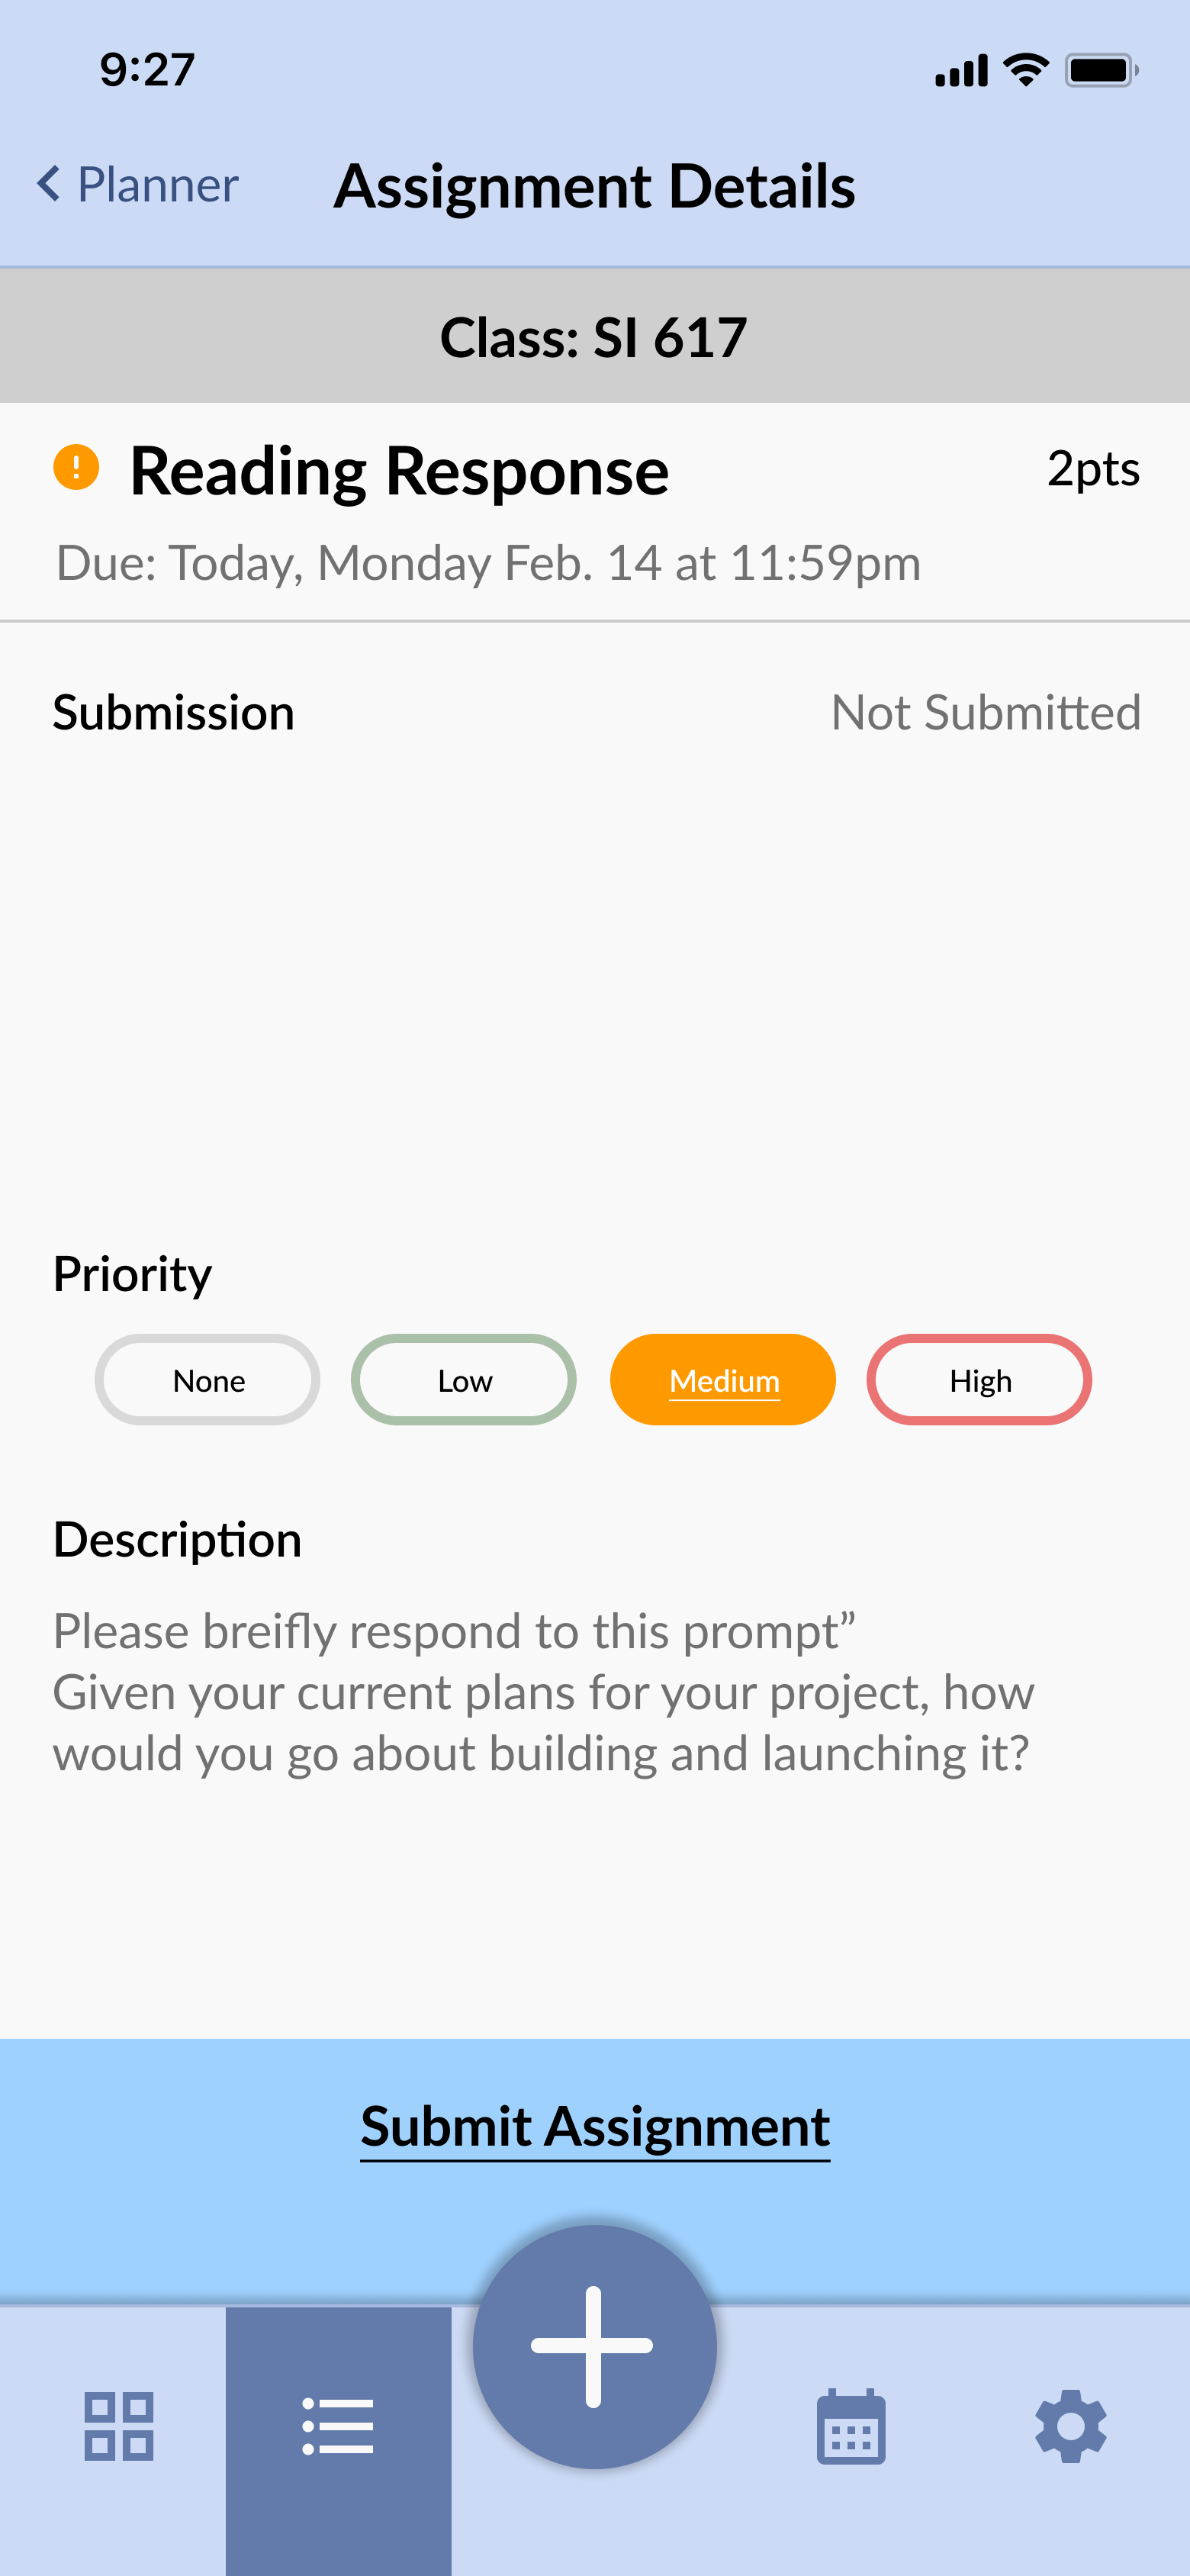 9:27
Planner
Assignment Details
Class: SI 617
Reading Response
2pts
Due: Today, Monday Feb. 14 at 11:59pm
Submission
Not Submitted
Priority
None
Low
Medium
High
Description
Please breifly respond to this prompt”
Given your current plans for your project, how
would you go about building and launching it?
Submit Assignment